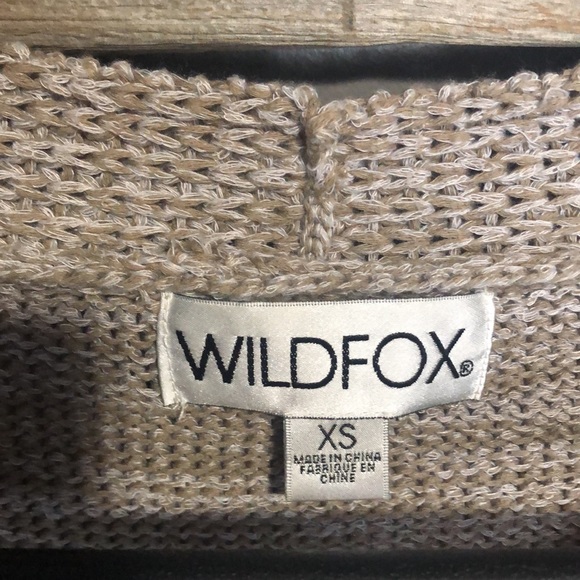 WILDFOX®
XS
MADE IN CHINA
FABRIQUE EN
CHINE